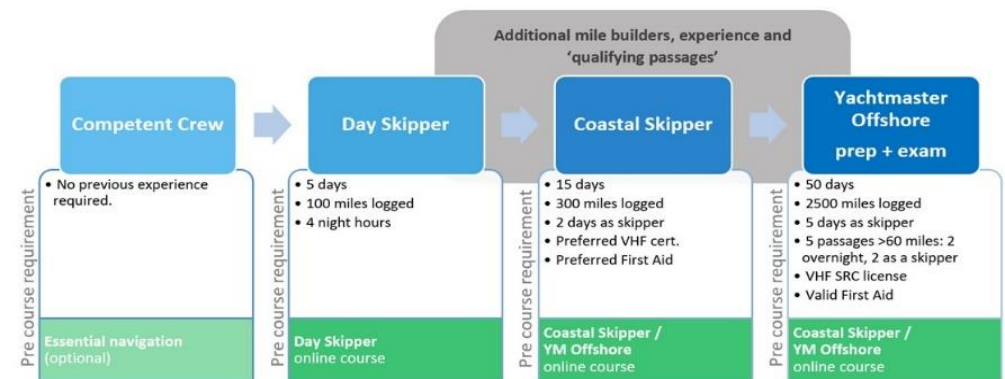 Additional mile builders, experience and
'qualifying passages'
Competent Crew
Day Skipper
Coastal Skipper
Yachtmaster
Offshore
prep + exam
Pre course requirement
• No previous experience
required.
Essential navigation
(optional)
Pre course requirement
• 5 days
• 100 miles logged
• 4 night hours
Day Skipper
online course
Pre course requirement
• 15 days
• 300 miles logged
• 2 days as skipper
• Preferred VHF cert.
• Preferred First Aid
Coastal Skipper /
YM Offshore
online course
Pre course requirement
• 50 days
• 2500 miles logged
• 5 days as skipper
• 5 passages >60 miles: 2
overnight, 2 as a skipper
• VHF SRC license
• Valid First Aid
Coastal Skipper /
YM Offshore
online course